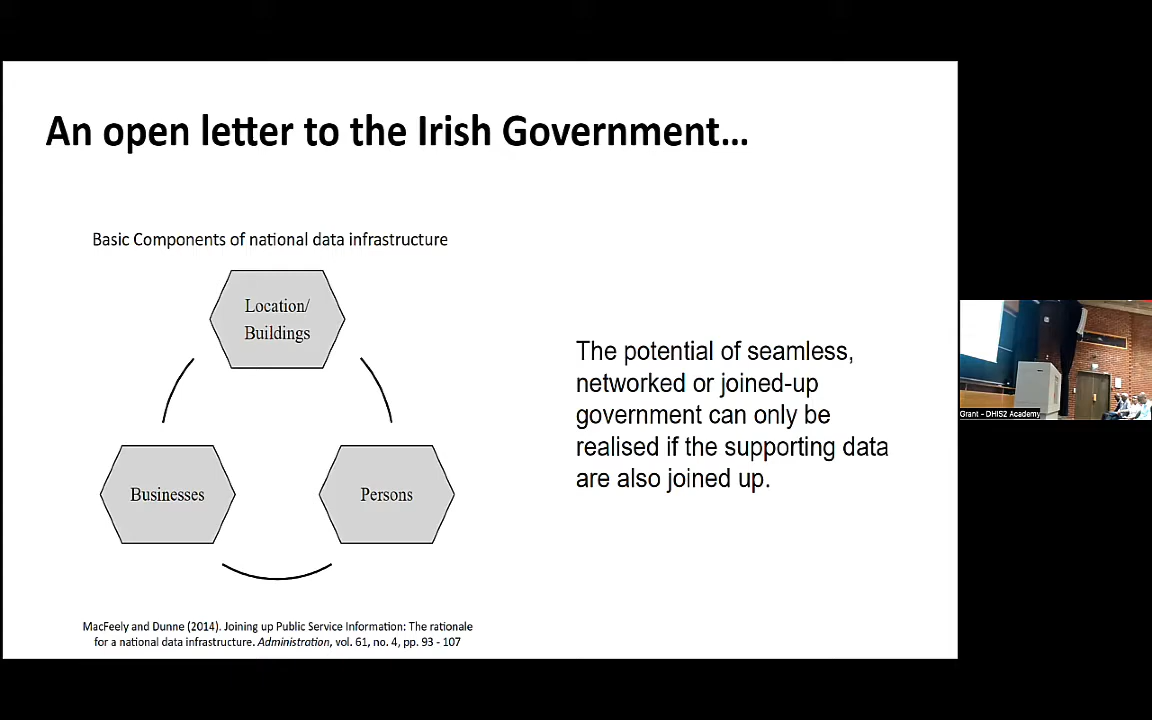 An open letter to the Irish Government...
Basic Components of national data infrastructure
Location/
Buildings
Businesses
Persons
The potential of seamless,
networked or joined-up
government can only be
realised if the supporting data
are also joined up.
MacFeely and Dunne (2014). Joining up Public Service Information: The rationale
for a national data infrastructure. Administration, vol. 61, no. 4, pp. 93 - 107
Grant - DHIS2 Academy